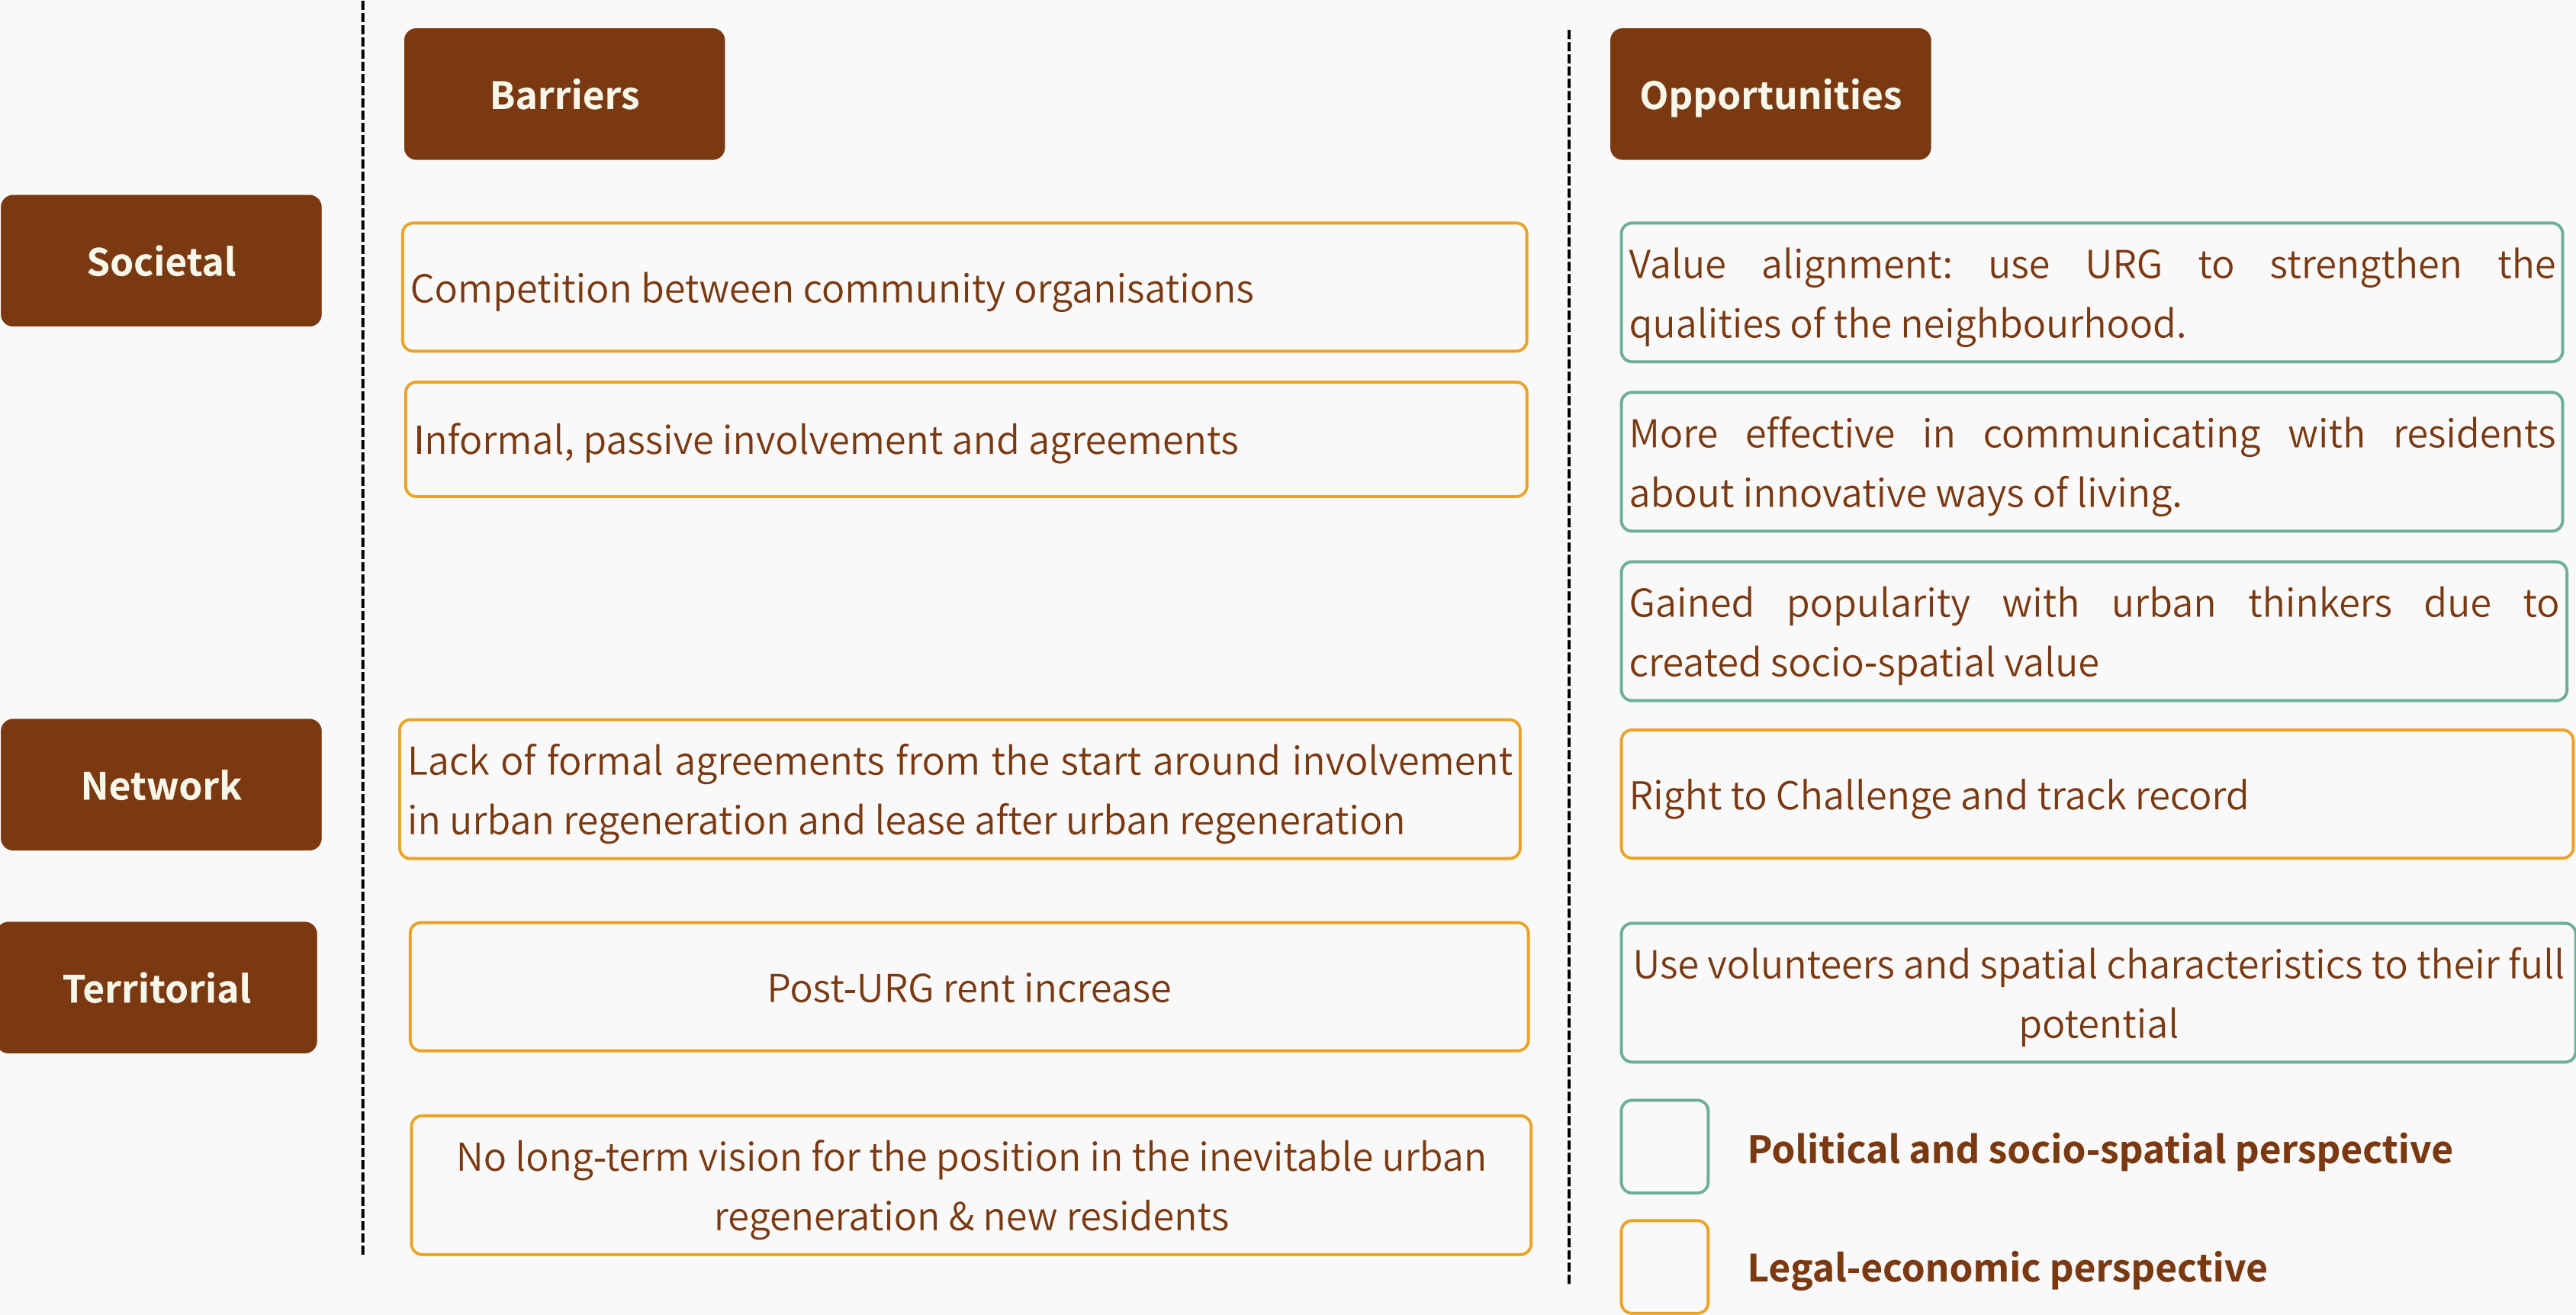 Barriers
Opportunities
Societal
Competition between community organisations
Informal, passive involvement and agreements
Value alignment: use URG to strengthen the
qualities of the neighbourhood.
More effective in communicating with residents
about innovative ways of living.
Gained popularity with urban thinkers due to
created socio-spatial value
Network
Lack of formal agreements from the start around involvement
in urban regeneration and lease after urban regeneration
Right to Challenge and track record
Territorial
Post-URG rent increase
No long-term vision for the position in the inevitable urban
regeneration & new residents
Use volunteers and spatial characteristics to their full
potential
Political and socio-spatial perspective
Legal-economic perspective